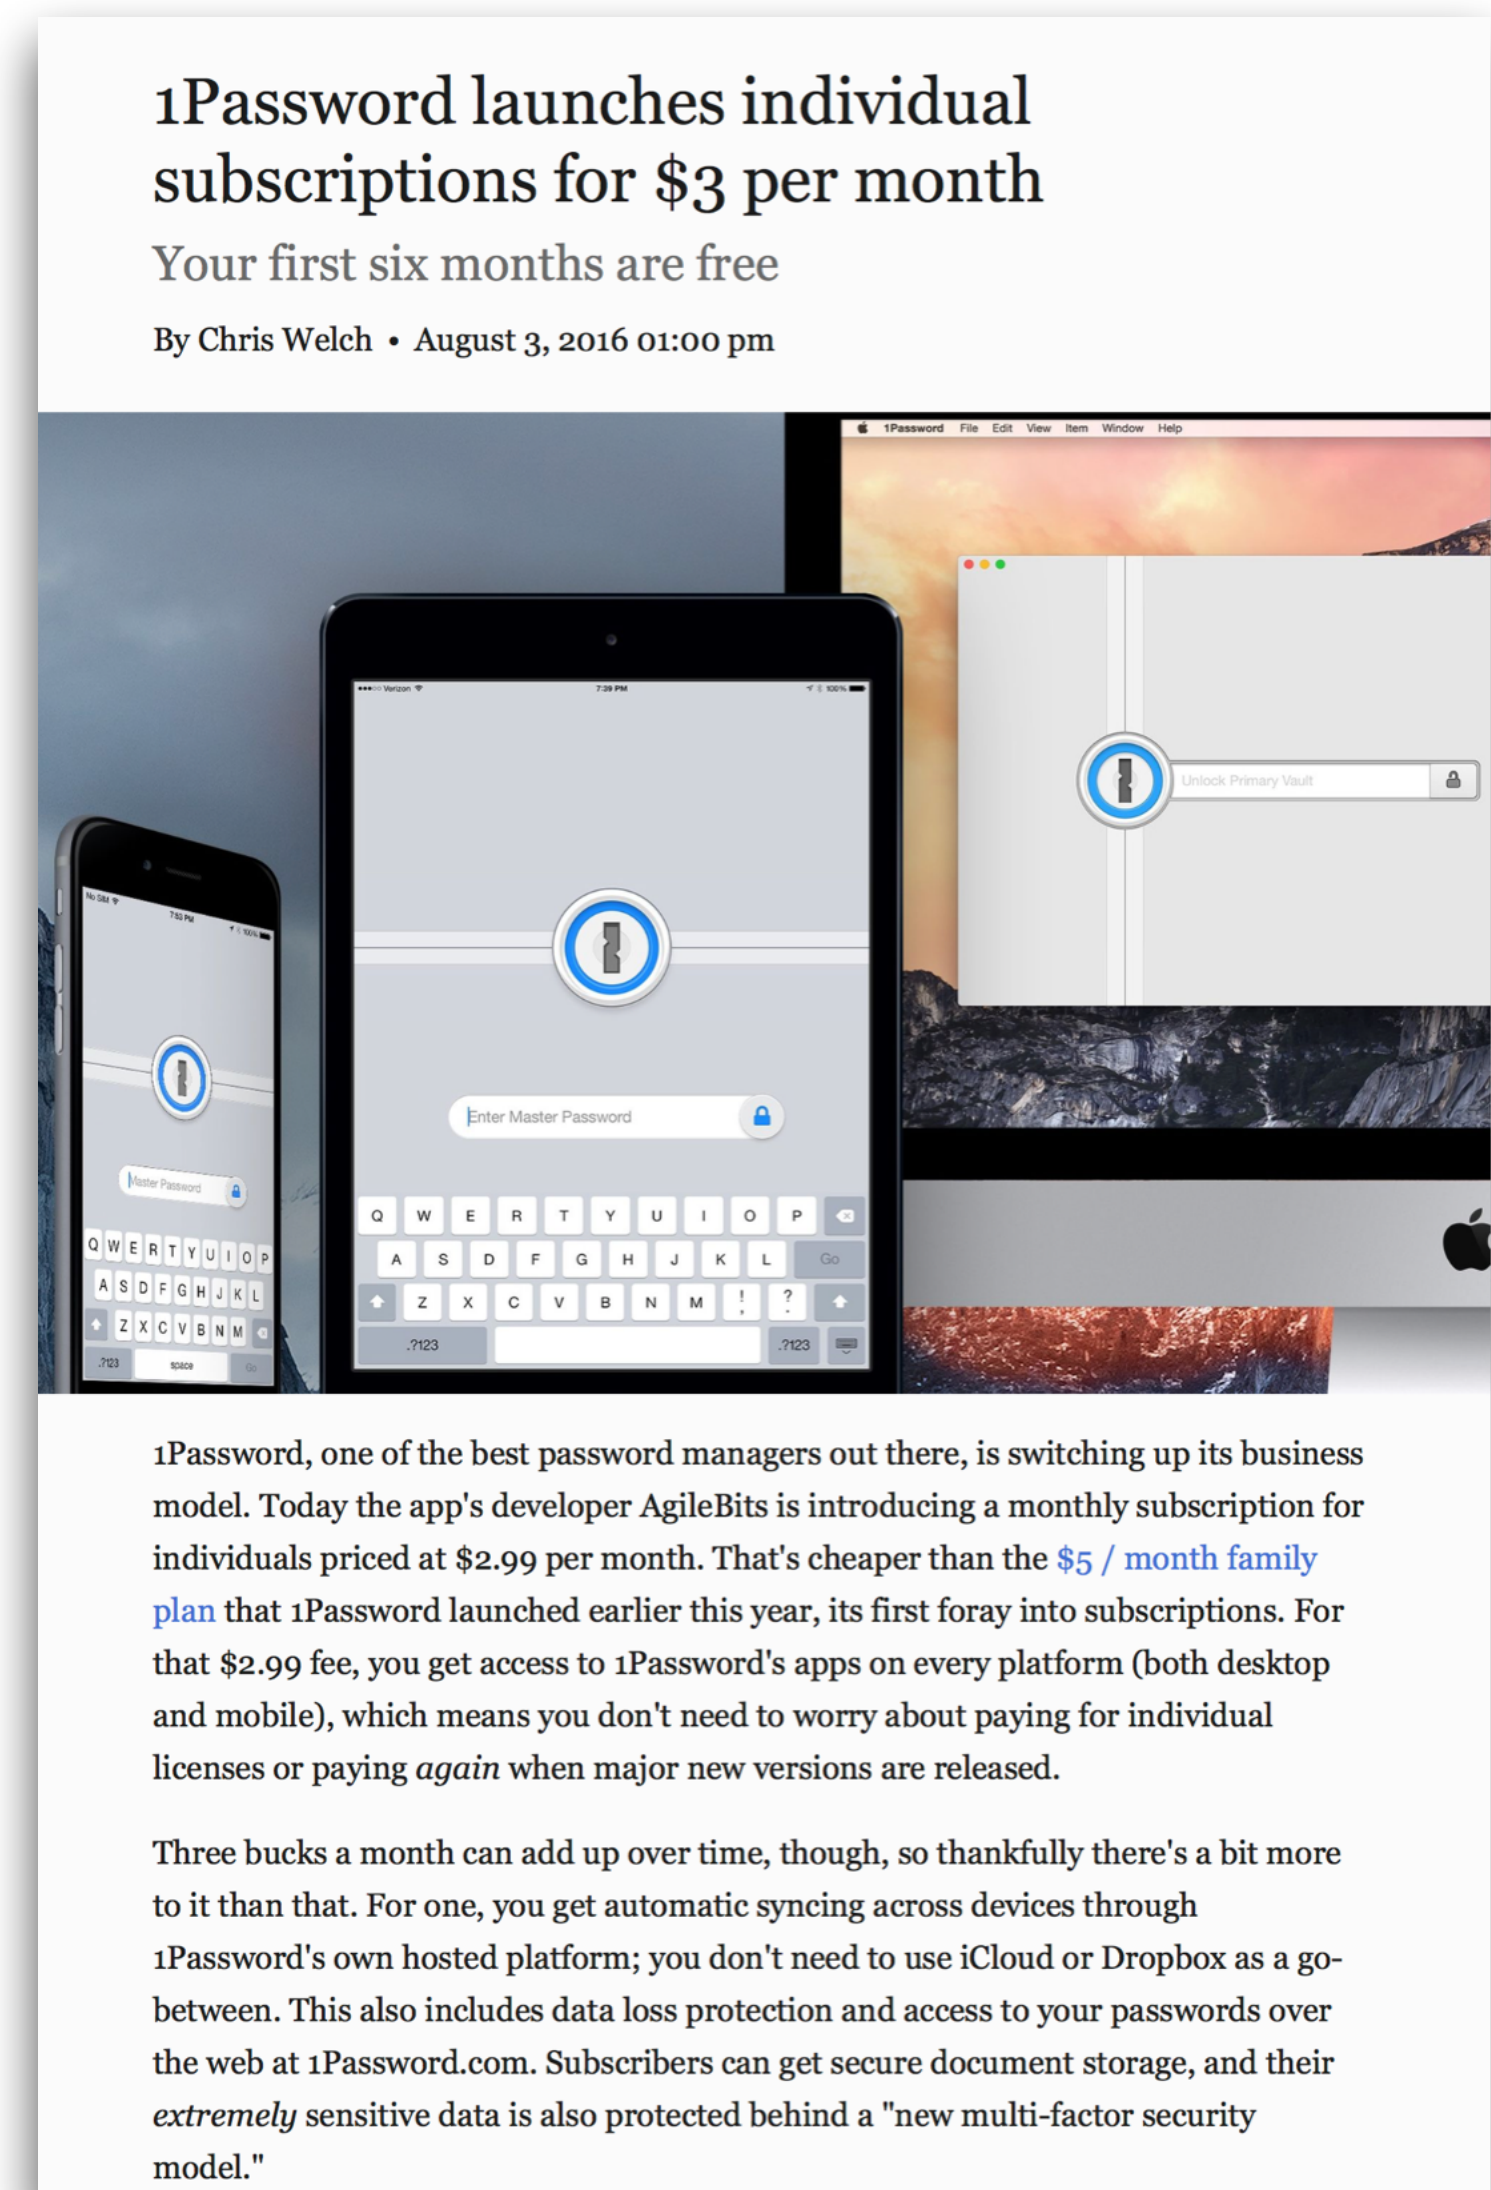 1Password launches individual
subscriptions for $3 per month
Your first six months are free
By Chris Welch • August 3, 2016 01:00 pm
1Password File Edit View Item Window Help
Unlock Primary Vault
Verizon 7:39 PM 100%
Enter Master Password
Q W E R T Y U I O P
A S D F G H J K L Go
Z X C V B N M ! , ? .
.?123 .?123
No SIM 7:53 PM 100%
Master Password
Q W E R T Y U I O P
A S D F G H J K L
Z X C V B N M
.?123 space Go
1Password, one of the best password managers out there, is switching up its business
model. Today the app's developer AgileBits is introducing a monthly subscription for
individuals priced at $2.99 per month. That's cheaper than the $5 / month family
plan that 1Password launched earlier this year, its first foray into subscriptions. For
that $2.99 fee, you get access to 1Password's apps on every platform (both desktop
and mobile), which means you don't need to worry about paying for individual
licenses or paying again when major new versions are released.
Three bucks a month can add up over time, though, so thankfully there's a bit more
to it than that. For one, you get automatic syncing across devices through
1Password's own hosted platform; you don't need to use iCloud or Dropbox as a go-
between. This also includes data loss protection and access to your passwords over
the web at 1Password.com. Subscribers can get secure document storage, and their
extremely sensitive data is also protected behind a "new multi-factor security
model."